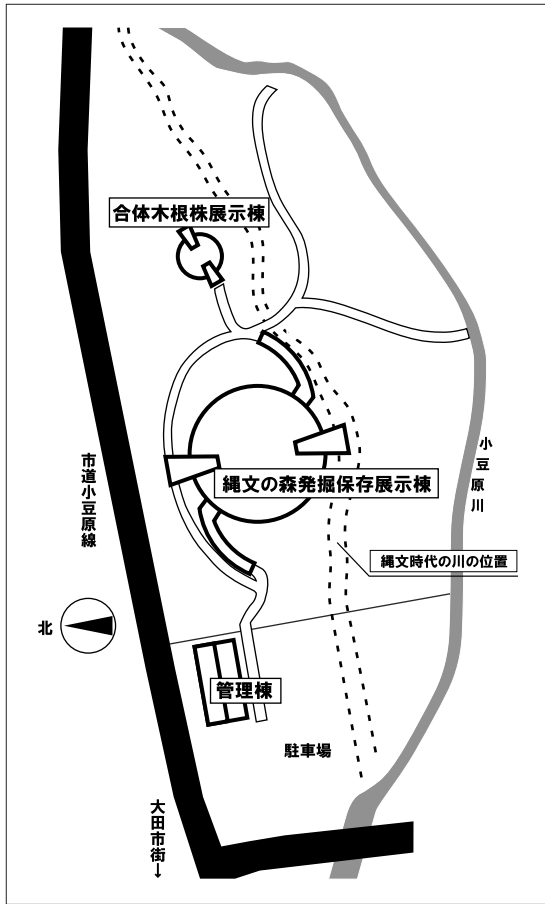 合体木根株展示棟
市道小豆原線
縄文の森発掘保存展示棟
小豆原川
縄文時代の川の位置
北
管理棟
駐車場
大田市街→